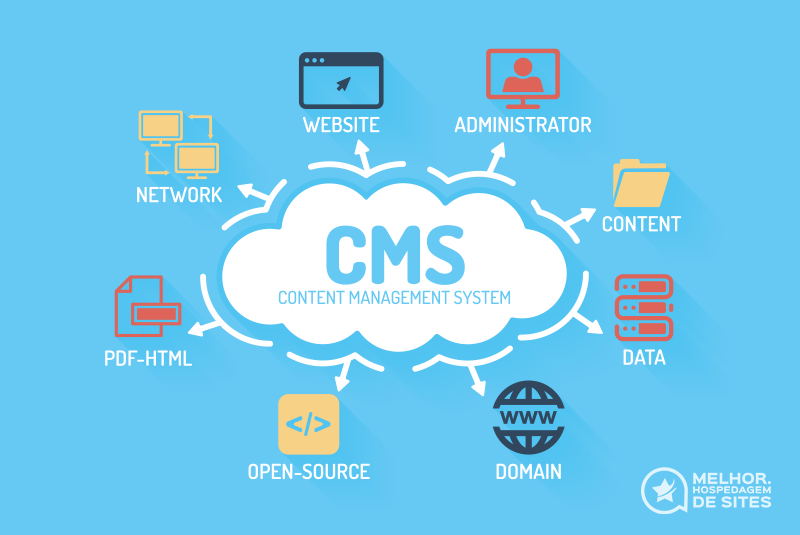 WEBSITE
ADMINISTRATOR
NETWORK
CONTENT
CMS
CONTENT MANAGEMENT SYSTEM
PDF-HTML
DATA
</>
WWW
OPEN-SOURCE
DOMAIN
MELHOR.
HOSPEDAGEM
DE SITES